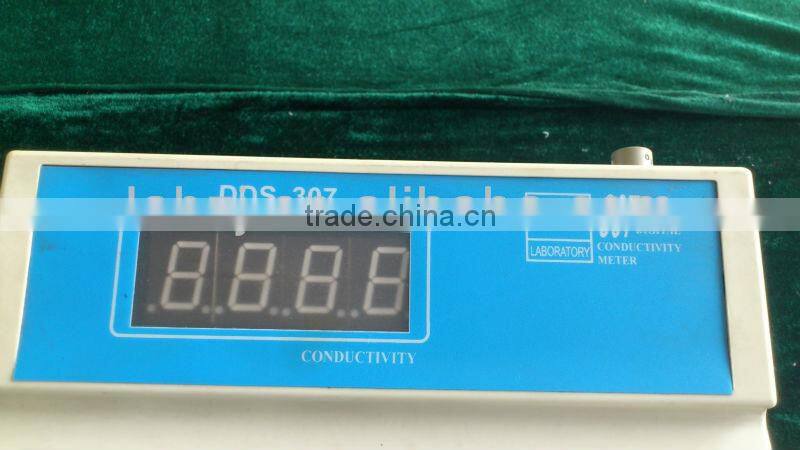 DDS-307
trade.china.cn
LABORATORY
DIGITAL
CONDUCTIVITY
METER
CONDUCTIVITY